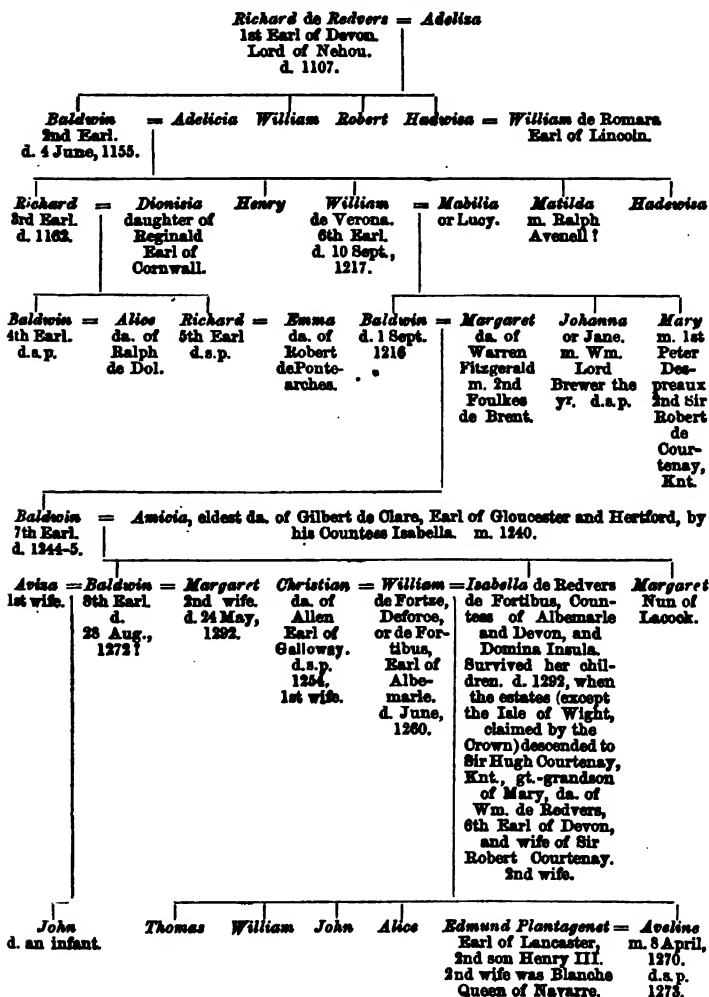 Richard de Redvers = Adeliza
1st Earl of Devon.
Lord of Nehou.
d. 1107.
Baldwin = Adelicia William Robert Hadwisa = William de Romara
2nd Earl. Earl of Lincoln.
d. 4 June, 1155.
Richard = Dionisia Henry William = Mabilia Matilda Hadewisa
3rd Earl. daughter of de Verona. or Lucy. m. Ralph
d. 1162. Reginald 6th Earl. Avenell?
Earl of d. 10 Sept.,
Cornwall. 1217.
Baldwin = Alice Richard = Emma Baldwin = Margaret Johanna Mary
4th Earl. da. of 5th Earl da. of d. 1 Sept. da. of or Jane. m. 1st
d.s.p. Ralph d.s.p. Robert 1216 Warren m. Wm. Peter
de Dol. dePonte- Fitzgerald Lord Des-
arches. m. 2nd Brewer the preaux
Foulkes yr. d.s.p. 2nd Sir
de Brent. Robert
de
Cour-
tenay,
Knt.
Baldwin = Amicia, eldest da. of Gilbert de Clare, Earl of Gloucester and Hertford, by
7th Earl. his Countess Isabella. m. 1240.
d. 1244-5.
Avisa = Baldwin = Margaret Christian = William = Isabella de Redvers Margaret
1st wife. 8th Earl. 2nd wife. da. of de Fortze, de Fortibus, Coun- Nun of
d. d. 24 May, Allen Deforce, tess of Albemarle Lacock.
28 Aug., 1292. Earl of or de For- and Devon, and
1272? Galloway. tibus, Domina Insula.
d.s.p. Earl of Survived her chil-
1254, Albe- dren. d. 1292, when
1st wife. marle. the estates (except
d. June, the Isle of Wight,
1260. claimed by the
Crown) descended to
Sir Hugh Courtenay,
Knt., gt.-grandson
of Mary, da. of
Wm. de Redvers,
6th Earl of Devon,
and wife of Sir
Robert Courtenay.
2nd wife.
John Thomas William John Alice Edmund Plantagenet = Aveline
d. an infant. Earl of Lancaster, m. 8 April,
2nd son Henry III. 1270.
2nd wife was Blanche d.s.p.
Queen of Navarre. 1273.